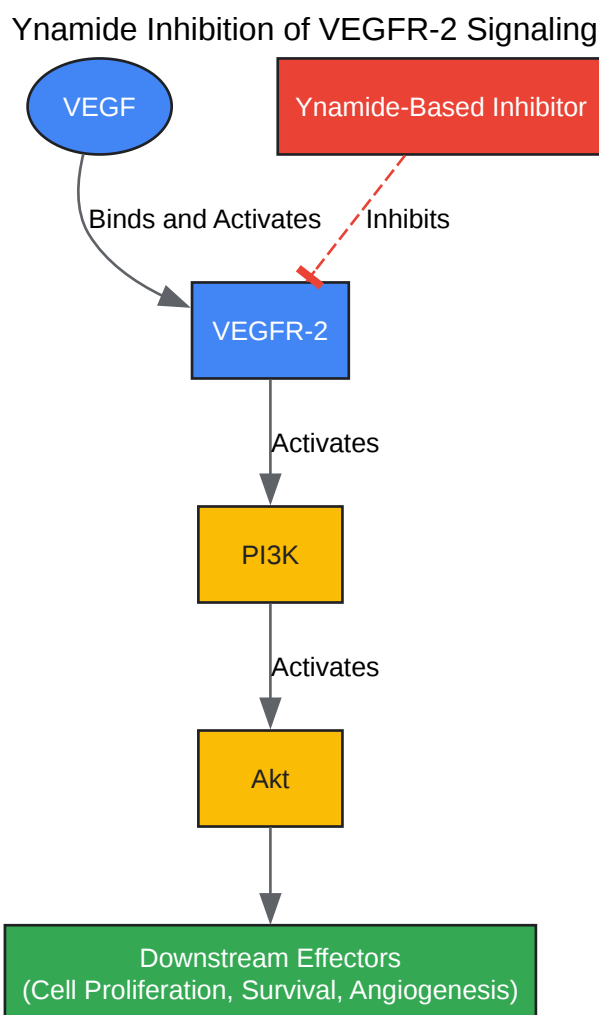 Ynamide Inhibition of VEGFR-2 Signaling
VEGF
Ynamide-Based Inhibitor
Binds and Activates
Inhibits
VEGFR-2
Activates
PI3K
Activates
Akt
Downstream Effectors
(Cell Proliferation, Survival, Angiogenesis)